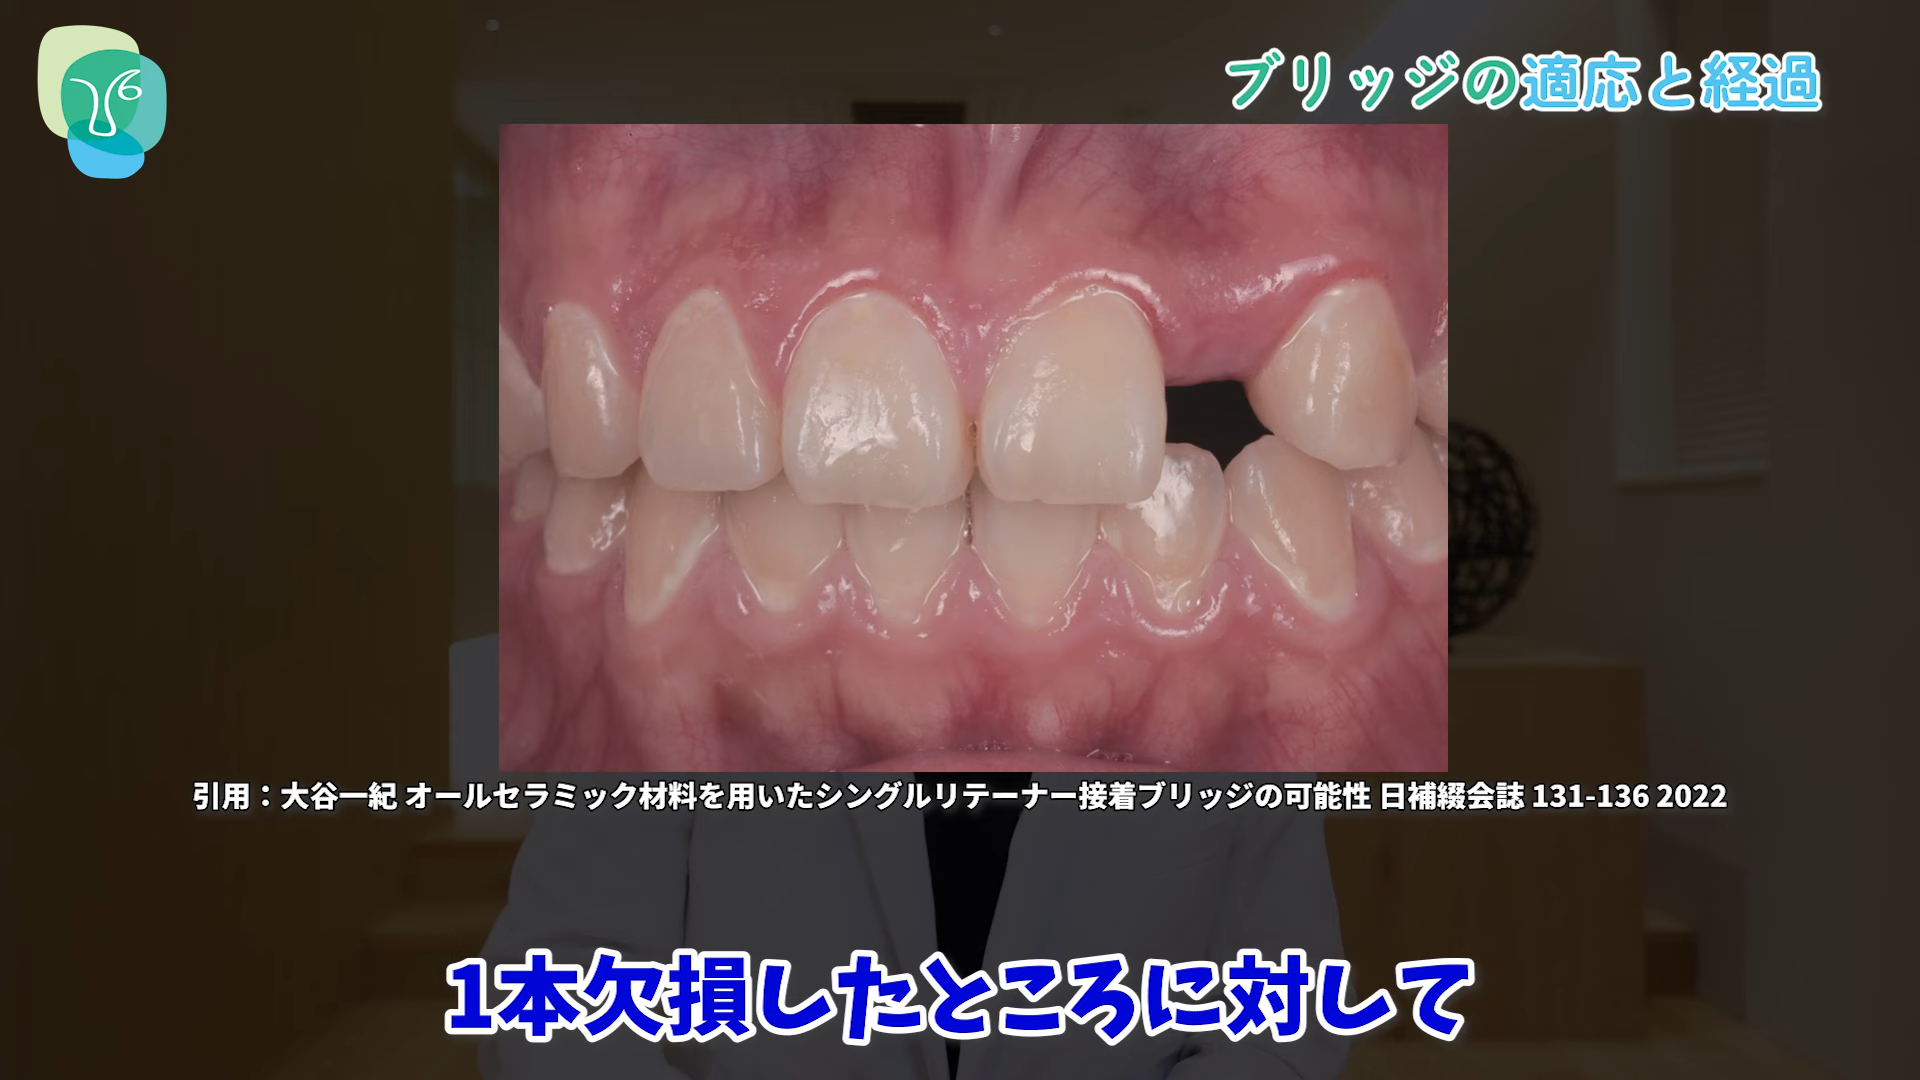 ブリッジの適応と経過
引用：大谷一紀 オールセラミック材料を用いたシングルリテーナー接着ブリッジの可能性 日補綴会誌 131-136 2022
1本欠損したところに対して